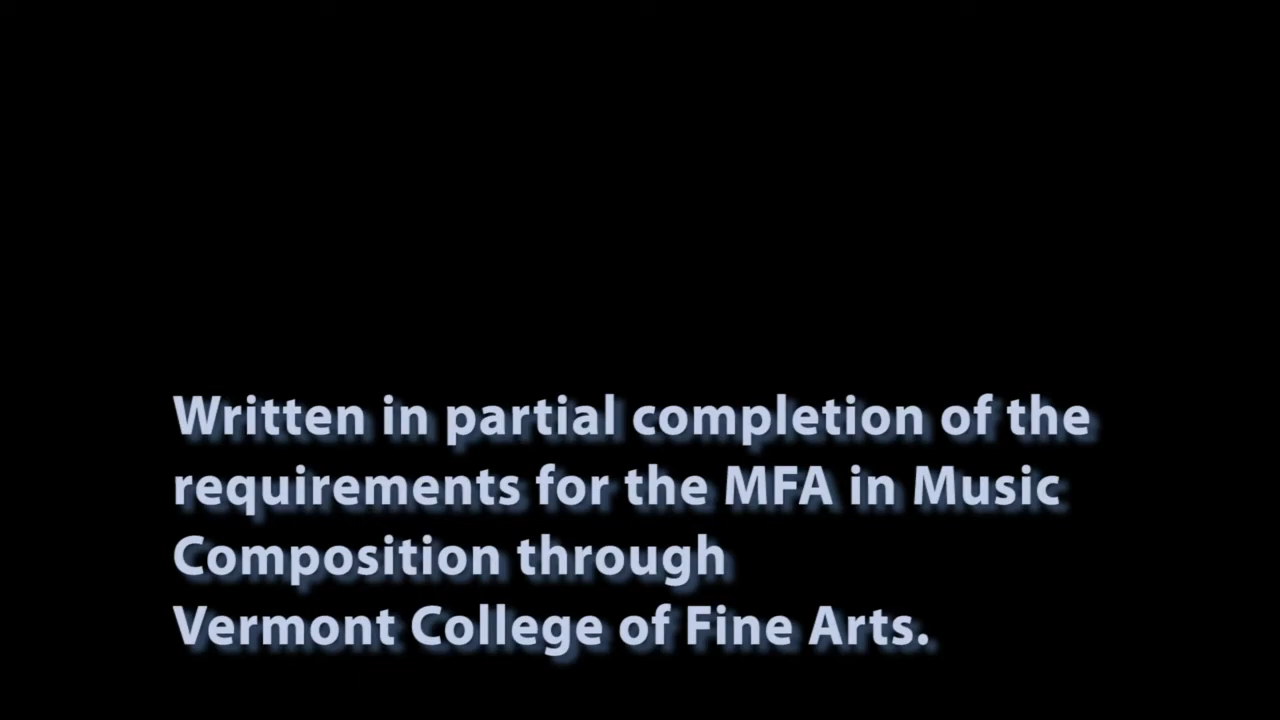 Written in partial completion of the
requirements for the MFA in Music
Composition through
Vermont College of Fine Arts.